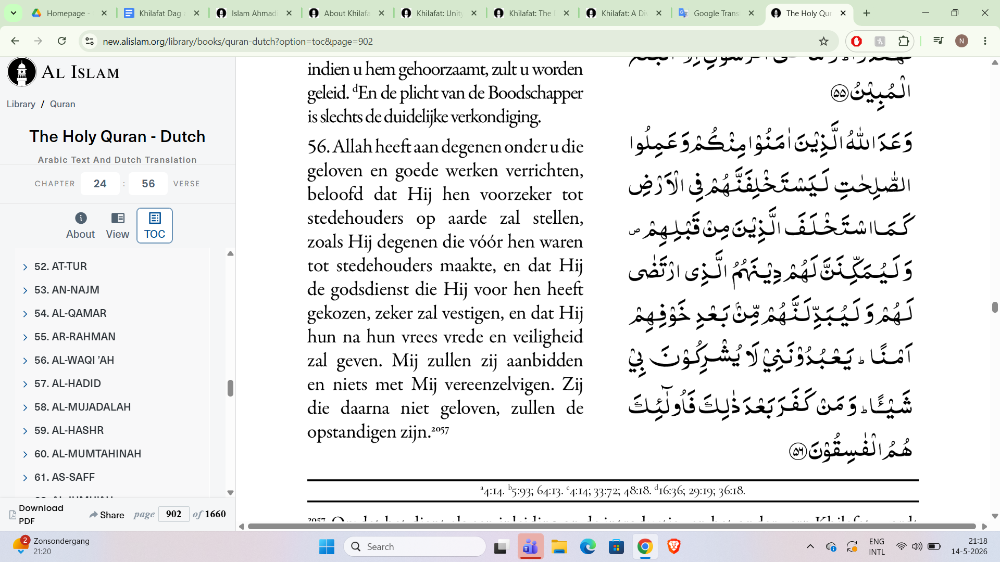 Homepage -
Khilafat Dag
Islam Ahmadi
About Khilafa
Khilafat: Unity
Khilafat: The
Khilafat: A Div
Google Trans
The Holy Qur
new.alislam.org/library/books/quran-dutch?option=toc&page=902
N
AL ISLAM
Library / Quran
The Holy Quran - Dutch
Arabic Text And Dutch Translation
CHAPTER 24 : 56 VERSE
About View TOC
52. AT-TUR
53. AN-NAJM
54. AL-QAMAR
55. AR-RAHMAN
56. AL-WAQI 'AH
57. AL-HADID
58. AL-MUJADALAH
59. AL-HASHR
60. AL-MUMTAHINAH
61. AS-SAFF
Download PDF
Share page 902 of 1660
indien u hem gehoorzaamt, zult u worden
geleid. ᵈEn de plicht van de Boodschapper
is slechts de duidelijke verkondiging.
56. Allah heeft aan degenen onder u die
geloven en goede werken verrichten,
beloofd dat Hij hen voorzeker tot
stedehouders op aarde zal stellen,
zoals Hij degenen die vóór hen waren
tot stedehouders maakte, en dat Hij
de godsdienst die Hij voor hen heeft
gekozen, zeker zal vestigen, en dat Hij
hun na hun vrees vrede en veiligheid
zal geven. Mij zullen zij aanbidden
en niets met Mij vereenzelvigen. Zij
die daarna niet geloven, zullen de
opstandigen zijn.²⁰⁵⁷
الْمُبِيْنُ ۝۵۵
وَعَدَ اللّٰهُ الَّذِيْنَ اٰمَنُوْا مِنْكُمْ وَعَمِلُوا
الصّٰلِحٰتِ لَيَسْتَخْلِفَنَّهُمْ فِى الْاَرْضِ
كَمَا اسْتَخْلَفَ الَّذِيْنَ مِنْ قَبْلِهِمْ ۪
وَلَيُمَكِّنَنَّ لَهُمْ دِيْنَهُمُ الَّذِى ارْتَضٰى
لَهُمْ وَلَيُبَدِّلَنَّهُمْ مِّنْۢ بَعْدِ خَوْفِهِمْ
اَمْنًا ؕ يَعْبُدُوْنَنِيْ لَا يُشْرِكُوْنَ بِيْ
شَيْـًٔا ؕ وَمَنْ كَفَرَ بَعْدَ ذٰلِكَ فَاُولٰٓئِكَ
هُمُ الْفٰسِقُوْنَ ۝۵۶
ᵃ4:14. ᵇ5:93; 64:13. ᶜ4:14; 33:72; 48:18. ᵈ16:36; 29:19; 36:18.
2
Zonsondergang
21:20
Search
ENG
INTL
21:18
14-5-2026